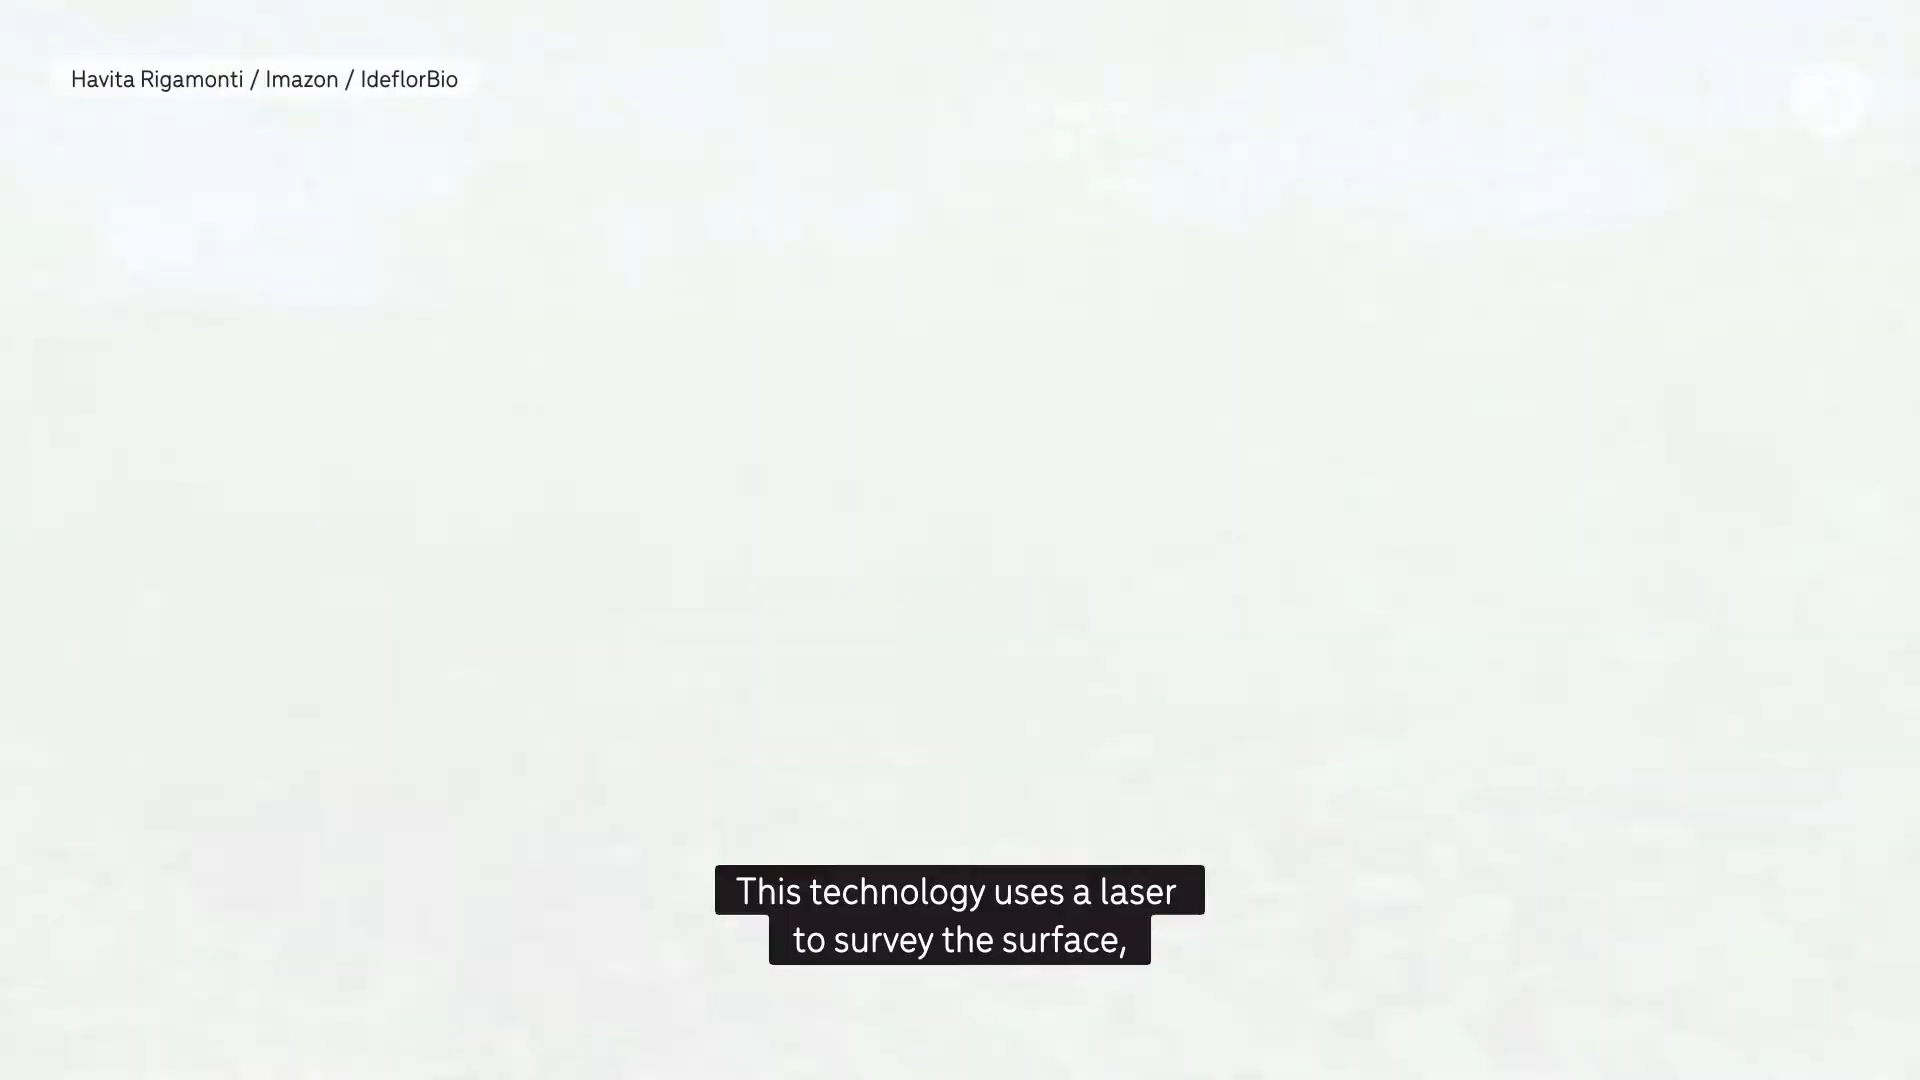 Havita Rigamonti / Imazon / IdeflorBio
This technology uses a laser
to survey the surface,